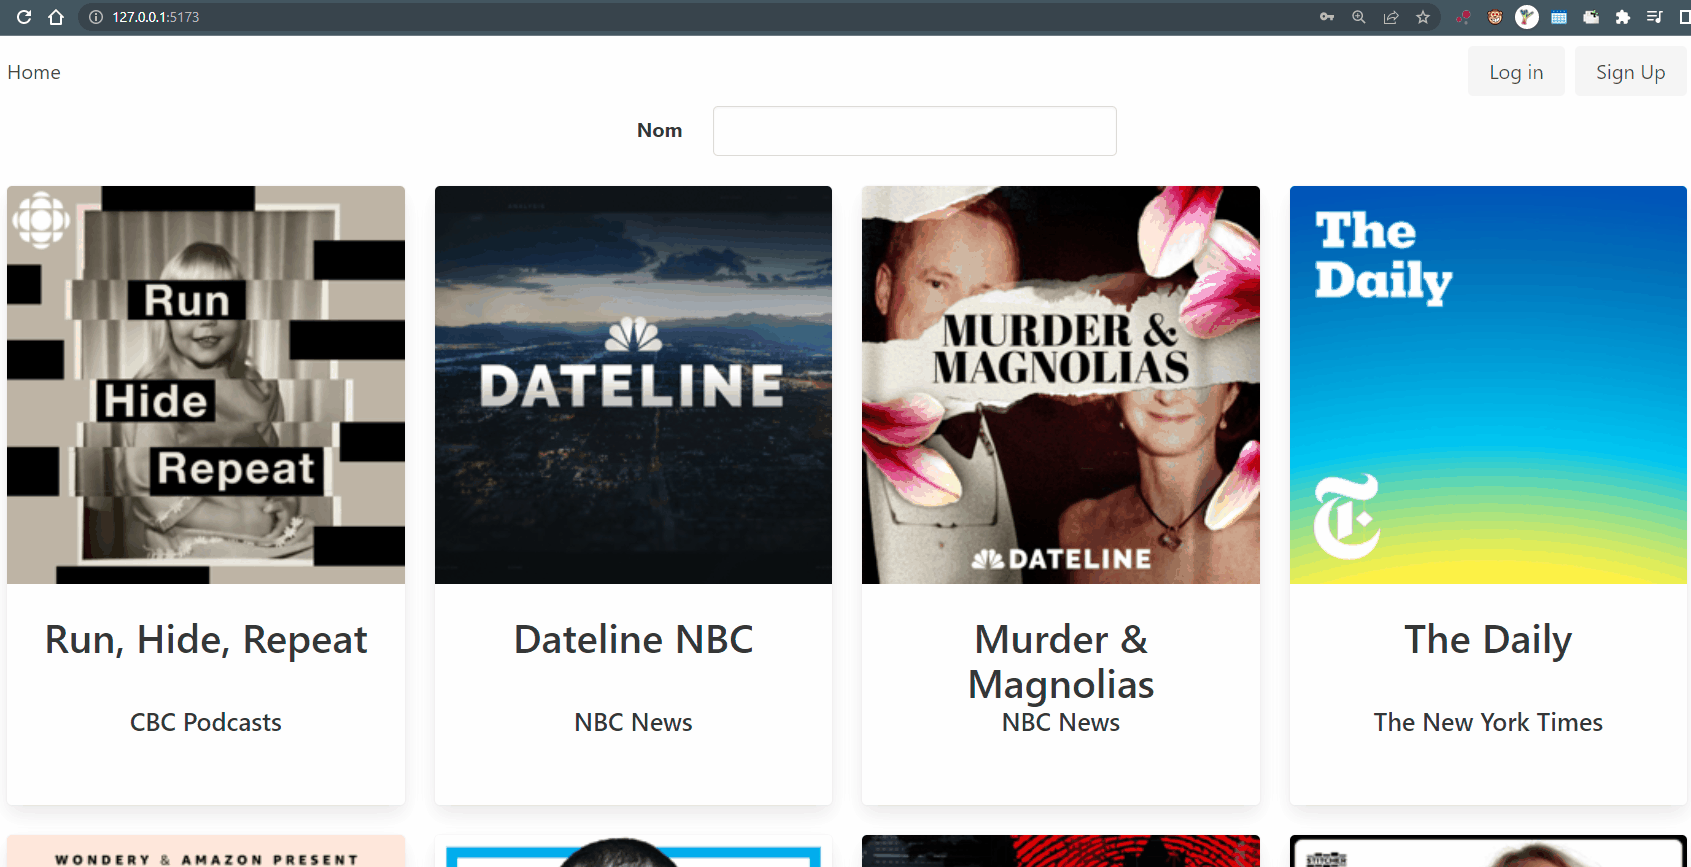 127.0.0.1:5173
Home
Log in
Sign Up
Nom
Run
Hide
Repeat
DATELINE
MURDER &
MAGNOLIAS
DATELINE
The
Daily
T
Run, Hide, Repeat
Dateline NBC
Murder &
Magnolias
The Daily
CBC Podcasts
NBC News
NBC News
The New York Times
WONDERY & AMAZON PRESENT
STITCHER